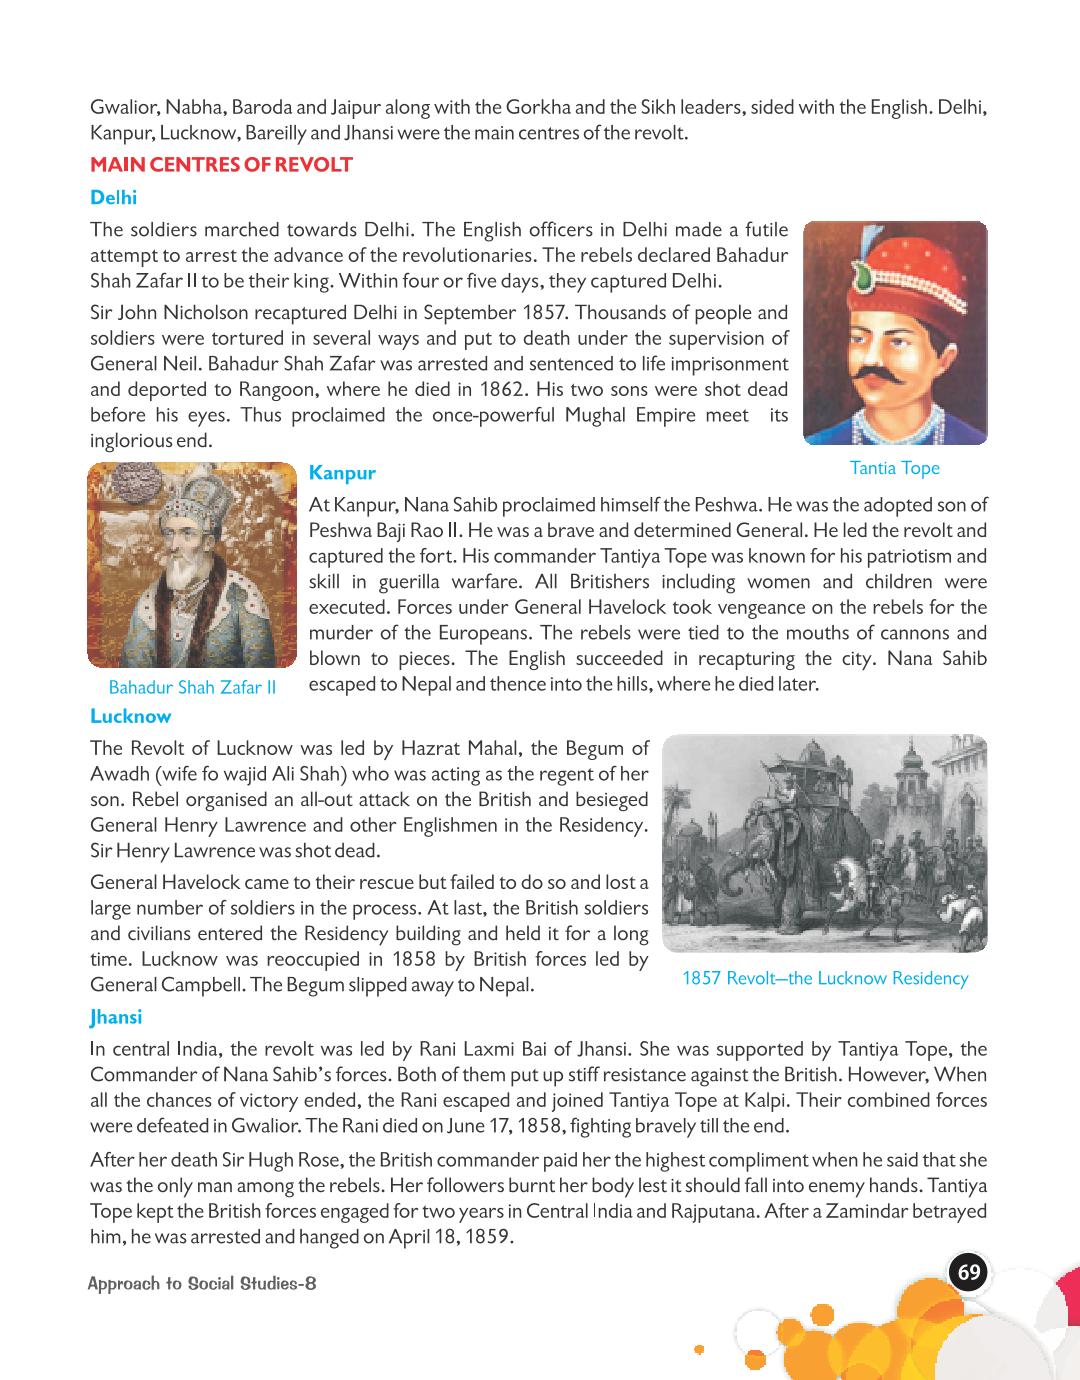 Gwalior, Nabha, Baroda and Jaipur along with the Gorkha and the Sikh leaders, sided with the English. Delhi,
Kanpur, Lucknow, Bareilly and Jhansi were the main centres of the revolt.
MAIN CENTRES OF REVOLT
Delhi
The soldiers marched towards Delhi. The English officers in Delhi made a futile
attempt to arrest the advance of the revolutionaries. The rebels declared Bahadur
Shah Zafar II to be their king. Within four or five days, they captured Delhi.
Sir John Nicholson recaptured Delhi in September 1857. Thousands of people and
soldiers were tortured in several ways and put to death under the supervision of
General Neil. Bahadur Shah Zafar was arrested and sentenced to life imprisonment
and deported to Rangoon, where he died in 1862. His two sons were shot dead
before his eyes. Thus proclaimed the once-powerful Mughal Empire meet its
inglorious end.
Tantia Tope
Kanpur
At Kanpur, Nana Sahib proclaimed himself the Peshwa. He was the adopted son of
Peshwa Baji Rao II. He was a brave and determined General. He led the revolt and
captured the fort. His commander Tantiya Tope was known for his patriotism and
skill in guerilla warfare. All Britishers including women and children were
executed. Forces under General Havelock took vengeance on the rebels for the
murder of the Europeans. The rebels were tied to the mouths of cannons and
blown to pieces. The English succeeded in recapturing the city. Nana Sahib
escaped to Nepal and thence into the hills, where he died later.
Bahadur Shah Zafar II
Lucknow
The Revolt of Lucknow was led by Hazrat Mahal, the Begum of
Awadh (wife fo wajid Ali Shah) who was acting as the regent of her
son. Rebel organised an all-out attack on the British and besieged
General Henry Lawrence and other Englishmen in the Residency.
Sir Henry Lawrence was shot dead.
General Havelock came to their rescue but failed to do so and lost a
large number of soldiers in the process. At last, the British soldiers
and civilians entered the Residency building and held it for a long
time. Lucknow was reoccupied in 1858 by British forces led by
General Campbell. The Begum slipped away to Nepal.
1857 Revolt—the Lucknow Residency
Jhansi
In central India, the revolt was led by Rani Laxmi Bai of Jhansi. She was supported by Tantiya Tope, the
Commander of Nana Sahib's forces. Both of them put up stiff resistance against the British. However, When
all the chances of victory ended, the Rani escaped and joined Tantiya Tope at Kalpi. Their combined forces
were defeated in Gwalior. The Rani died on June 17, 1858, fighting bravely till the end.
After her death Sir Hugh Rose, the British commander paid her the highest compliment when he said that she
was the only man among the rebels. Her followers burnt her body lest it should fall into enemy hands. Tantiya
Tope kept the British forces engaged for two years in Central India and Rajputana. After a Zamindar betrayed
him, he was arrested and hanged on April 18, 1859.
Approach to Social Studies-8
69